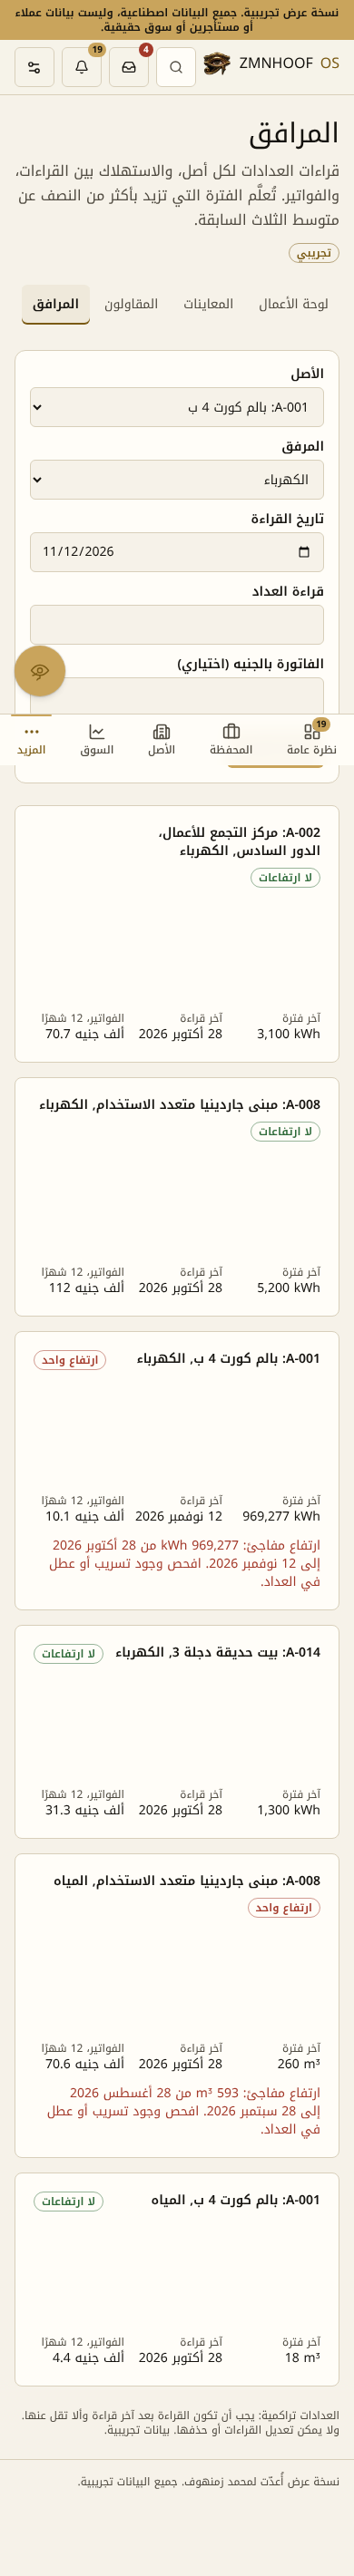 نسخة عرض تجريبية. جميع البيانات اصطناعية، وليست بيانات عملاء
أو مستأجرين أو سوق حقيقية.
ZMNHOOF OS
4
19
المرافق
قراءات العدادات لكل أصل، والاستهلاك بين القراءات،
والفواتير. تُعلَّم الفترة التي تزيد بأكثر من النصف عن
متوسط الثلاث السابقة.
تجريبي
لوحة الأعمال
المعاينات
المقاولون
المرافق
الأصل
A-001: بالم كورت 4 ب
المرفق
الكهرباء
تاريخ القراءة
11/12/2026
قراءة العداد
الفاتورة بالجنيه (اختياري)
19
نظرة عامة
المحفظة
الأصل
السوق
المزيد
A-002: مركز التجمع للأعمال،
الدور السادس, الكهرباء
لا ارتفاعات
آخر فترة
آخر قراءة
الفواتير، 12 شهرًا
3,100 kWh
28 أكتوبر 2026
70.7 ألف جنيه
A-008: مبنى جاردينيا متعدد الاستخدام, الكهرباء
لا ارتفاعات
آخر فترة
آخر قراءة
الفواتير، 12 شهرًا
5,200 kWh
28 أكتوبر 2026
112 ألف جنيه
A-001: بالم كورت 4 ب, الكهرباء
ارتفاع واحد
آخر فترة
آخر قراءة
الفواتير، 12 شهرًا
969,277 kWh
12 نوفمبر 2026
10.1 ألف جنيه
ارتفاع مفاجئ: 969,277 kWh من 28 أكتوبر 2026
إلى 12 نوفمبر 2026. افحص وجود تسريب أو عطل
في العداد.
A-014: بيت حديقة دجلة 3, الكهرباء
لا ارتفاعات
آخر فترة
آخر قراءة
الفواتير، 12 شهرًا
1,300 kWh
28 أكتوبر 2026
31.3 ألف جنيه
A-008: مبنى جاردينيا متعدد الاستخدام, المياه
ارتفاع واحد
آخر فترة
آخر قراءة
الفواتير، 12 شهرًا
260 m³
28 أكتوبر 2026
70.6 ألف جنيه
ارتفاع مفاجئ: 593 m³ من 28 أغسطس 2026
إلى 28 سبتمبر 2026. افحص وجود تسريب أو عطل
في العداد.
A-001: بالم كورت 4 ب, المياه
لا ارتفاعات
آخر فترة
آخر قراءة
الفواتير، 12 شهرًا
18 m³
28 أكتوبر 2026
4.4 ألف جنيه
العدادات تراكمية: يجب أن تكون القراءة بعد آخر قراءة وألا تقل عنها.
ولا يمكن تعديل القراءات أو حذفها. بيانات تجريبية.
نسخة عرض أُعدّت لمحمد زمنهوف. جميع البيانات تجريبية.